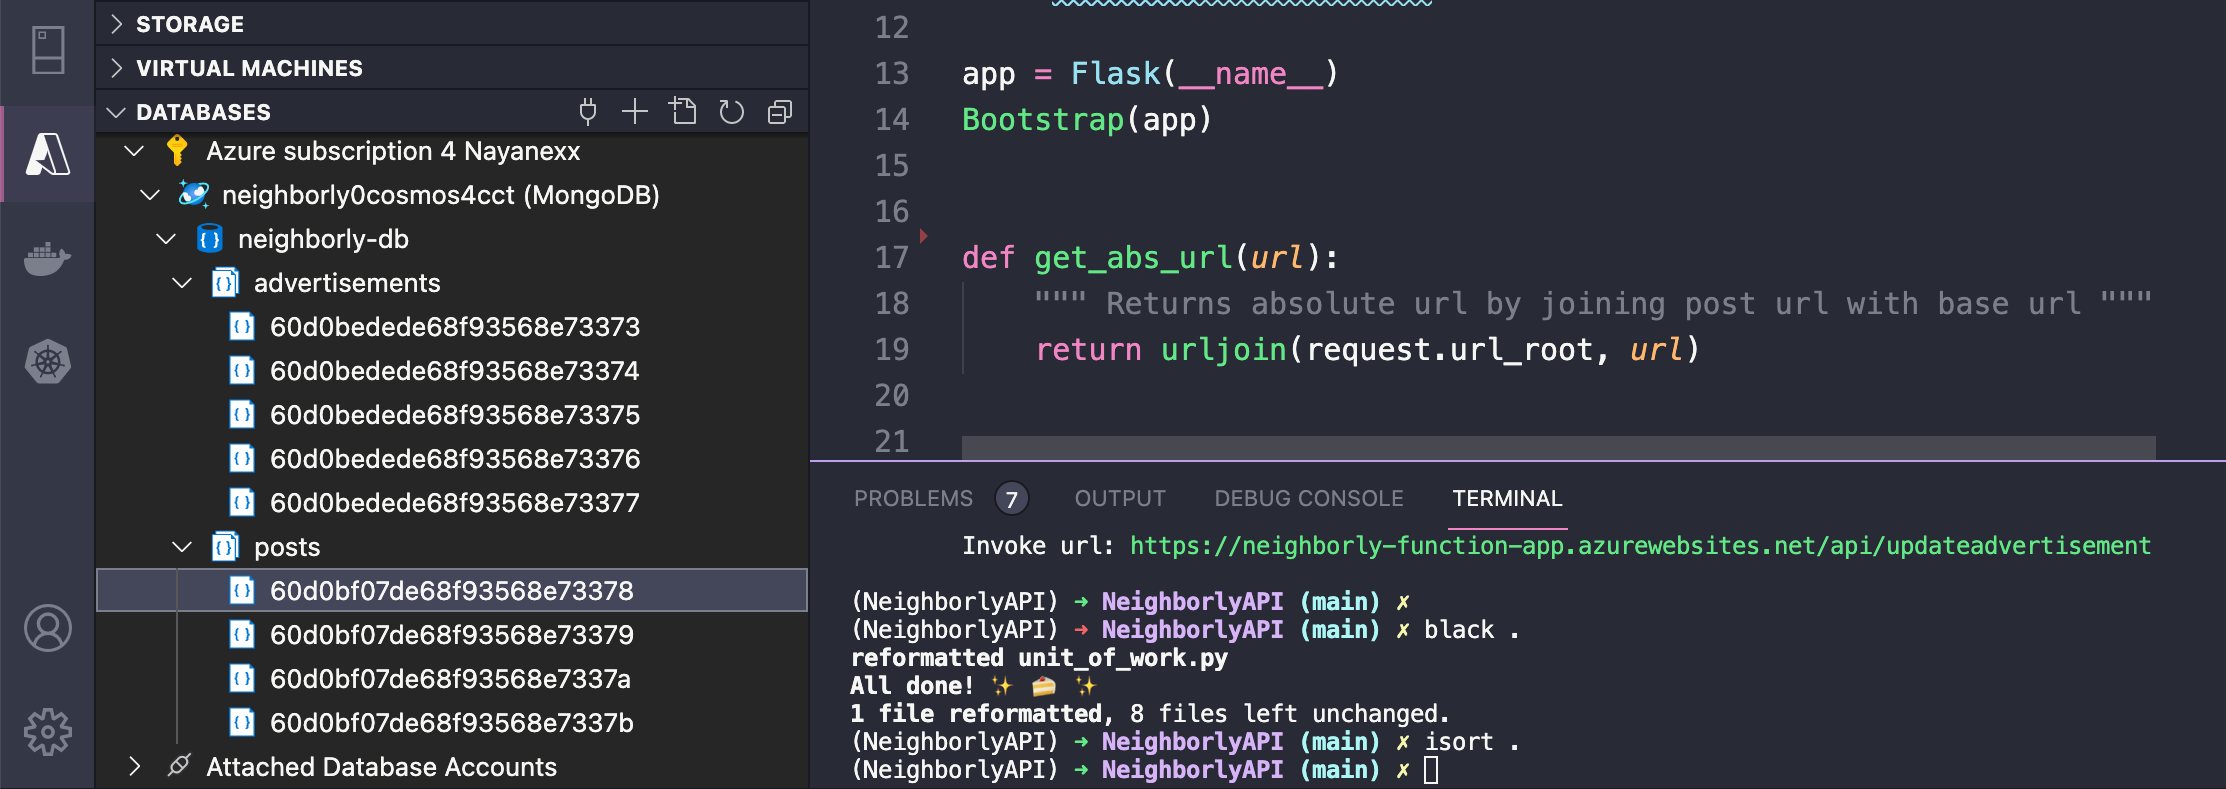 STORAGE
VIRTUAL MACHINES
DATABASES
Azure subscription 4 Nayanexx
neighborly0cosmos4cct (MongoDB)
neighborly-db
advertisements
60d0bedede68f93568e73373
60d0bedede68f93568e73374
60d0bedede68f93568e73375
60d0bedede68f93568e73376
60d0bedede68f93568e73377
posts
60d0bf07de68f93568e73378
60d0bf07de68f93568e73379
60d0bf07de68f93568e7337a
60d0bf07de68f93568e7337b
Attached Database Accounts
12
13 app = Flask(__name__)
14 Bootstrap(app)
15
16
17 def get_abs_url(url):
18 """ Returns absolute url by joining post url with base url """
19 return urljoin(request.url_root, url)
20
21
PROBLEMS 7 OUTPUT DEBUG CONSOLE TERMINAL
Invoke url: https://neighborly-function-app.azurewebsites.net/api/updateadvertisement
(NeighborlyAPI) → NeighborlyAPI (main) ✗
(NeighborlyAPI) → NeighborlyAPI (main) ✗ black .
reformatted unit_of_work.py
All done! ✨ 🍰 ✨
1 file reformatted, 8 files left unchanged.
(NeighborlyAPI) → NeighborlyAPI (main) ✗ isort .
(NeighborlyAPI) → NeighborlyAPI (main) ✗